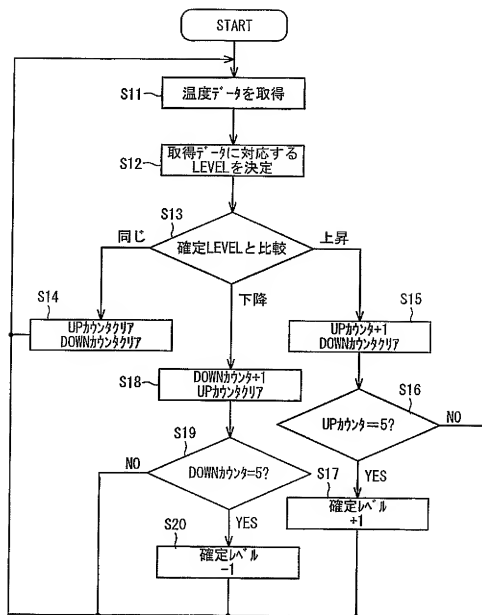 START
S11
温度データを取得
S12
取得データに対応する
LEVELを決定
S13
確定LEVELと比較
同じ
上昇
下降
S14
UPカウンタクリア
DOWNカウンタクリア
S15
UPカウンタ+1
DOWNカウンタクリア
S18
DOWNカウンタ+1
UPカウンタクリア
S16
UPカウンタ==5?
NO
YES
S19
DOWNカウンタ=5?
NO
YES
S17
確定レベル
+1
S20
確定レベル
-1